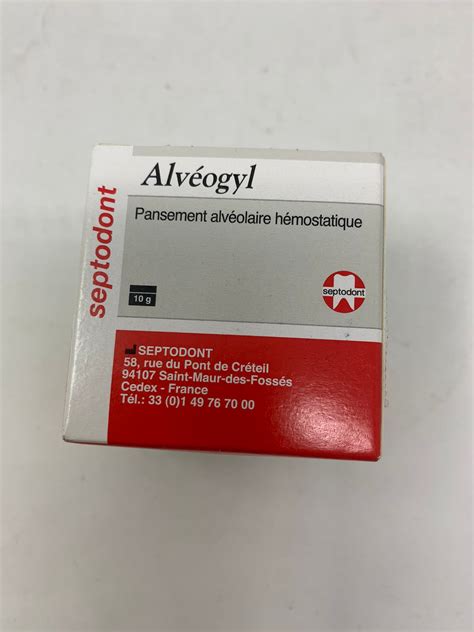 septodont
Alvéogyl
Pansement alvéolaire hémostatique
septodont
10 g
SEPTODONT
58, rue du Pont de Créteil
94107 Saint-Maur-des-Fossés
Cedex - France
Tél.: 33 (0)1 49 76 70 00